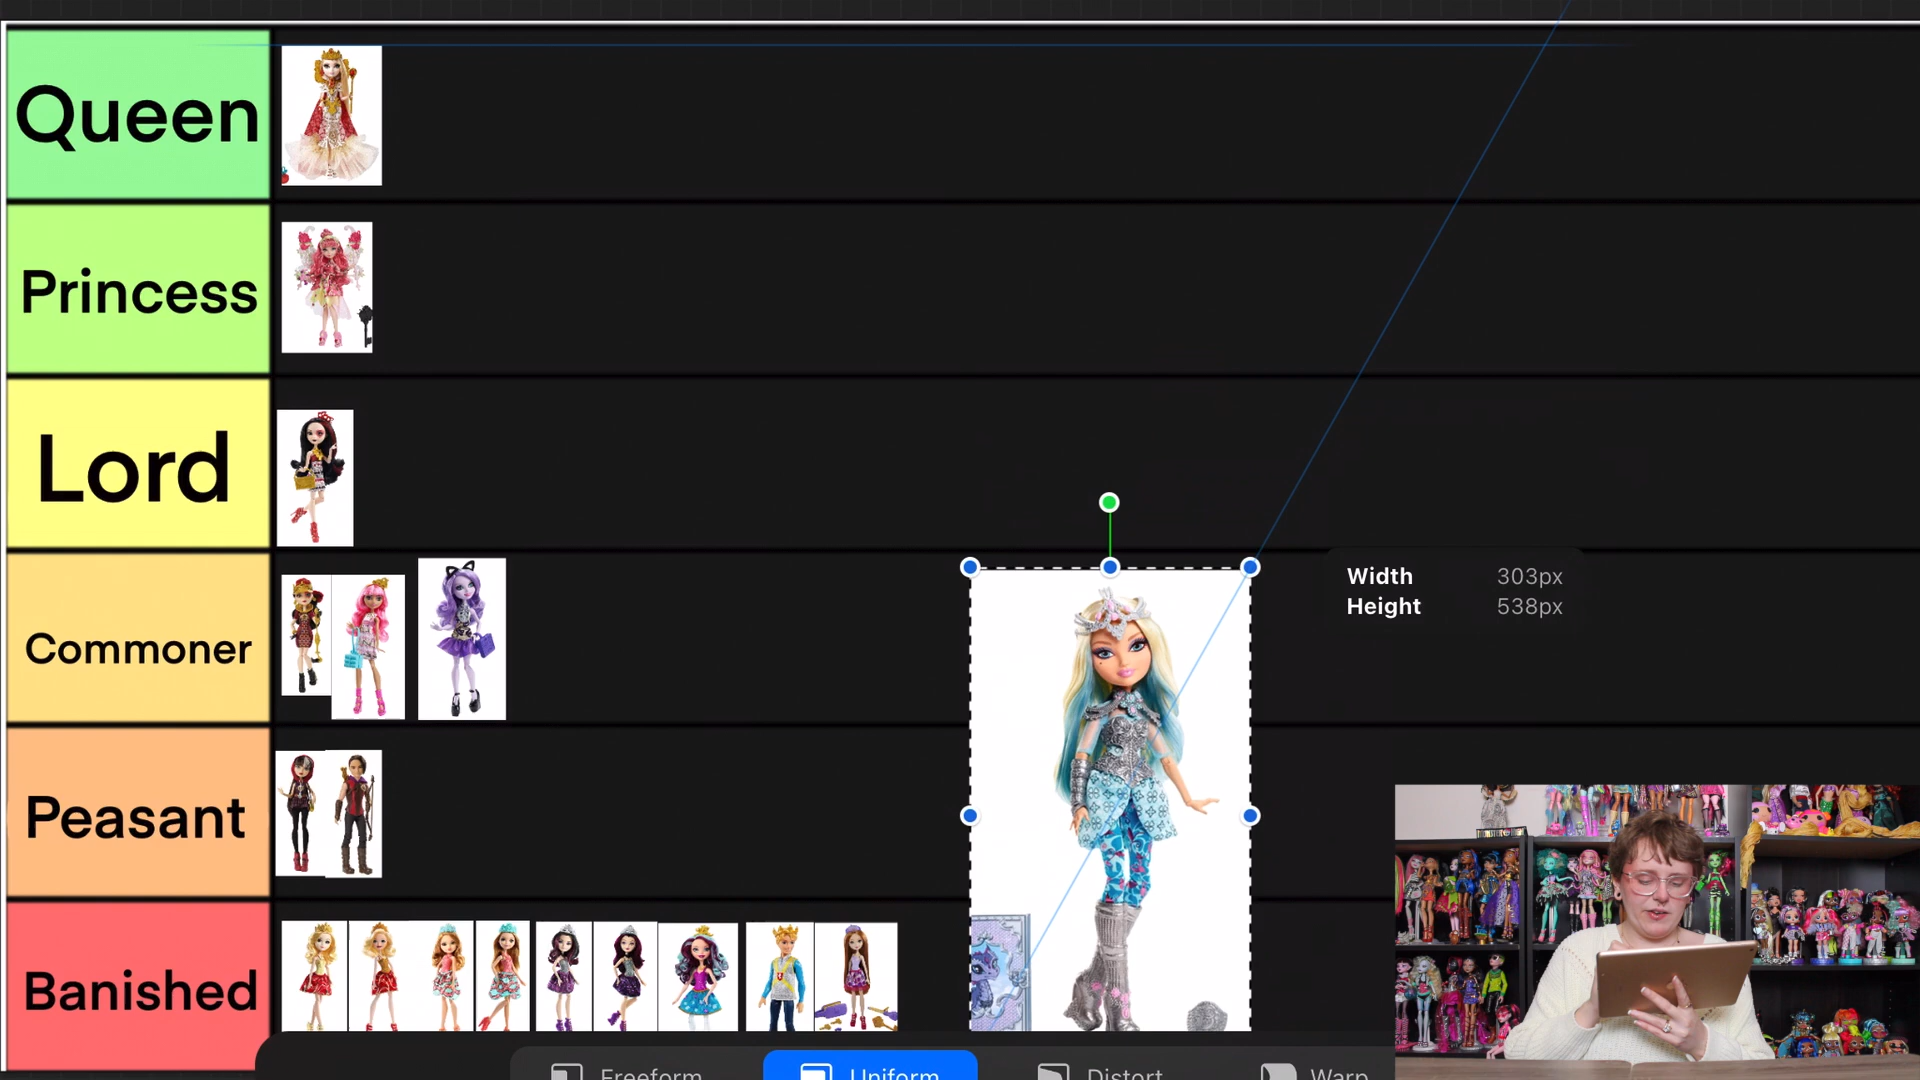 Queen
Princess
Lord
Commoner
Width 303px
Height 538px
Peasant
Banished
Freeform Uniform Distort Warp